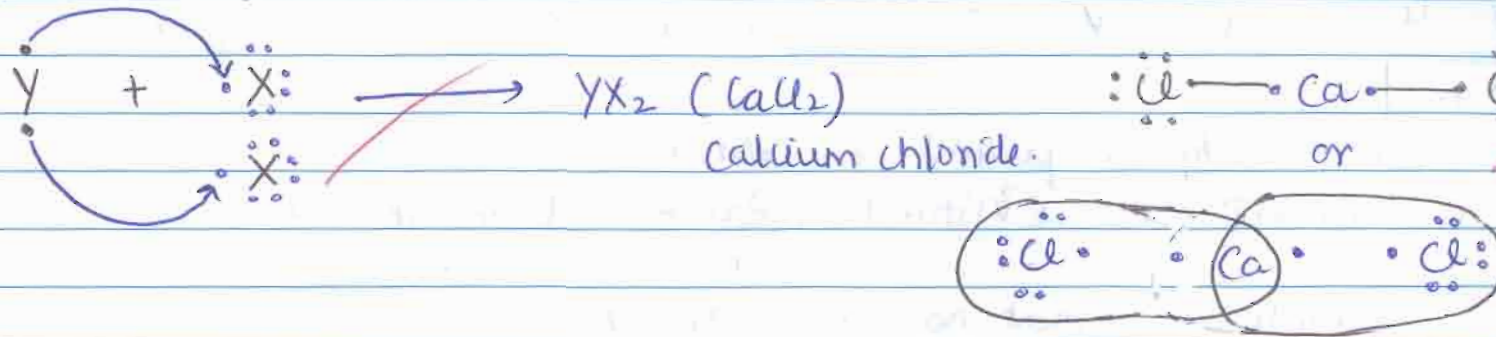 Y + X → YX₂ (CaCl₂)
X
calcium chloride.
Cl — Ca —
or
Cl Ca Cl